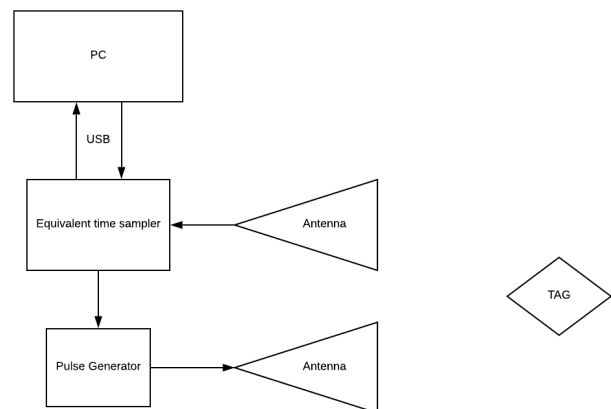 PC
USB
Equivalent time sampler
Antenna
TAG
Pulse Generator
Antenna